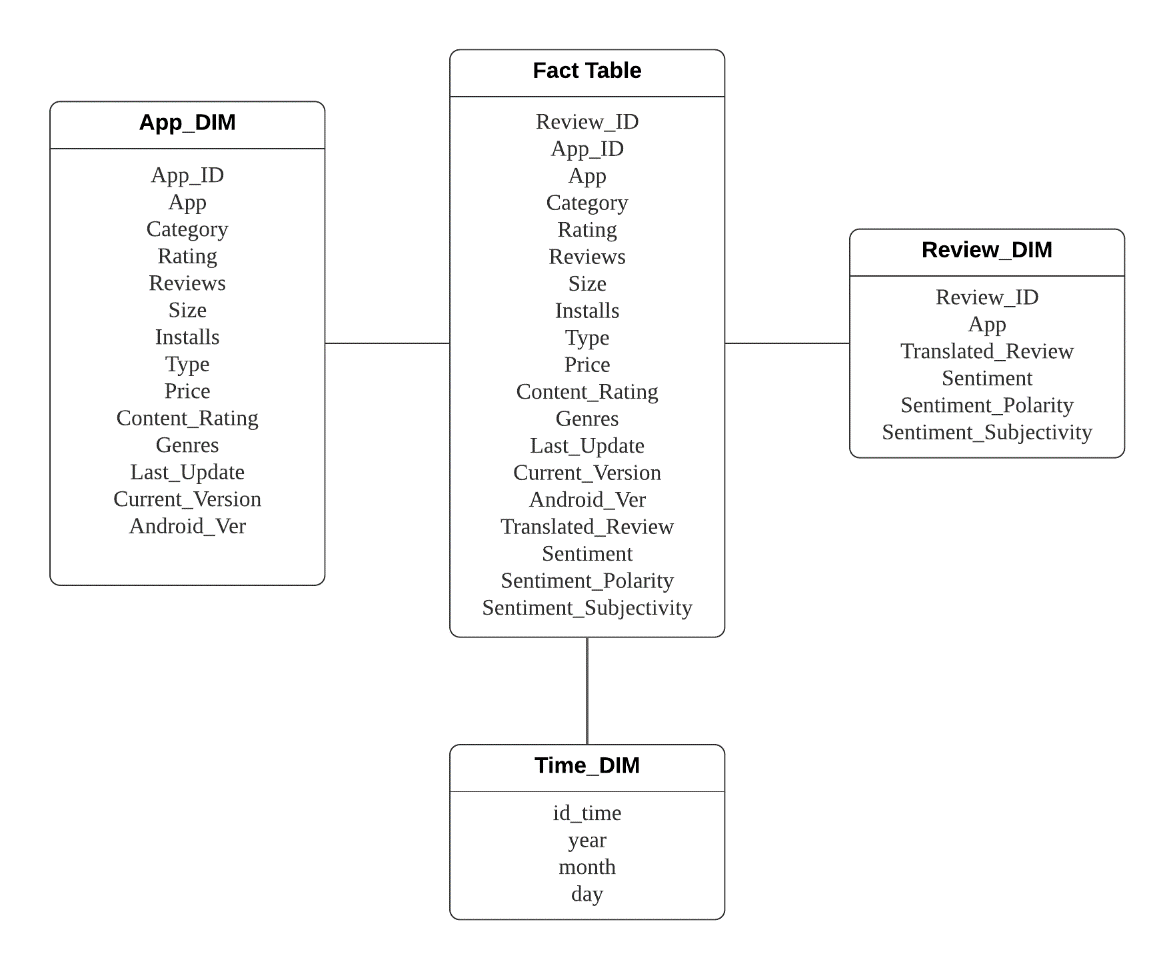 App_DIM
App_ID
App
Category
Rating
Reviews
Size
Installs
Type
Price
Content_Rating
Genres
Last_Update
Current_Version
Android_Ver
Fact Table
Review_ID
App_ID
App
Category
Rating
Reviews
Size
Installs
Type
Price
Content_Rating
Genres
Last_Update
Current_Version
Android_Ver
Translated_Review
Sentiment
Sentiment_Polarity
Sentiment_Subjectivity
Review_DIM
Review_ID
App
Translated_Review
Sentiment
Sentiment_Polarity
Sentiment_Subjectivity
Time_DIM
id_time
year
month
day